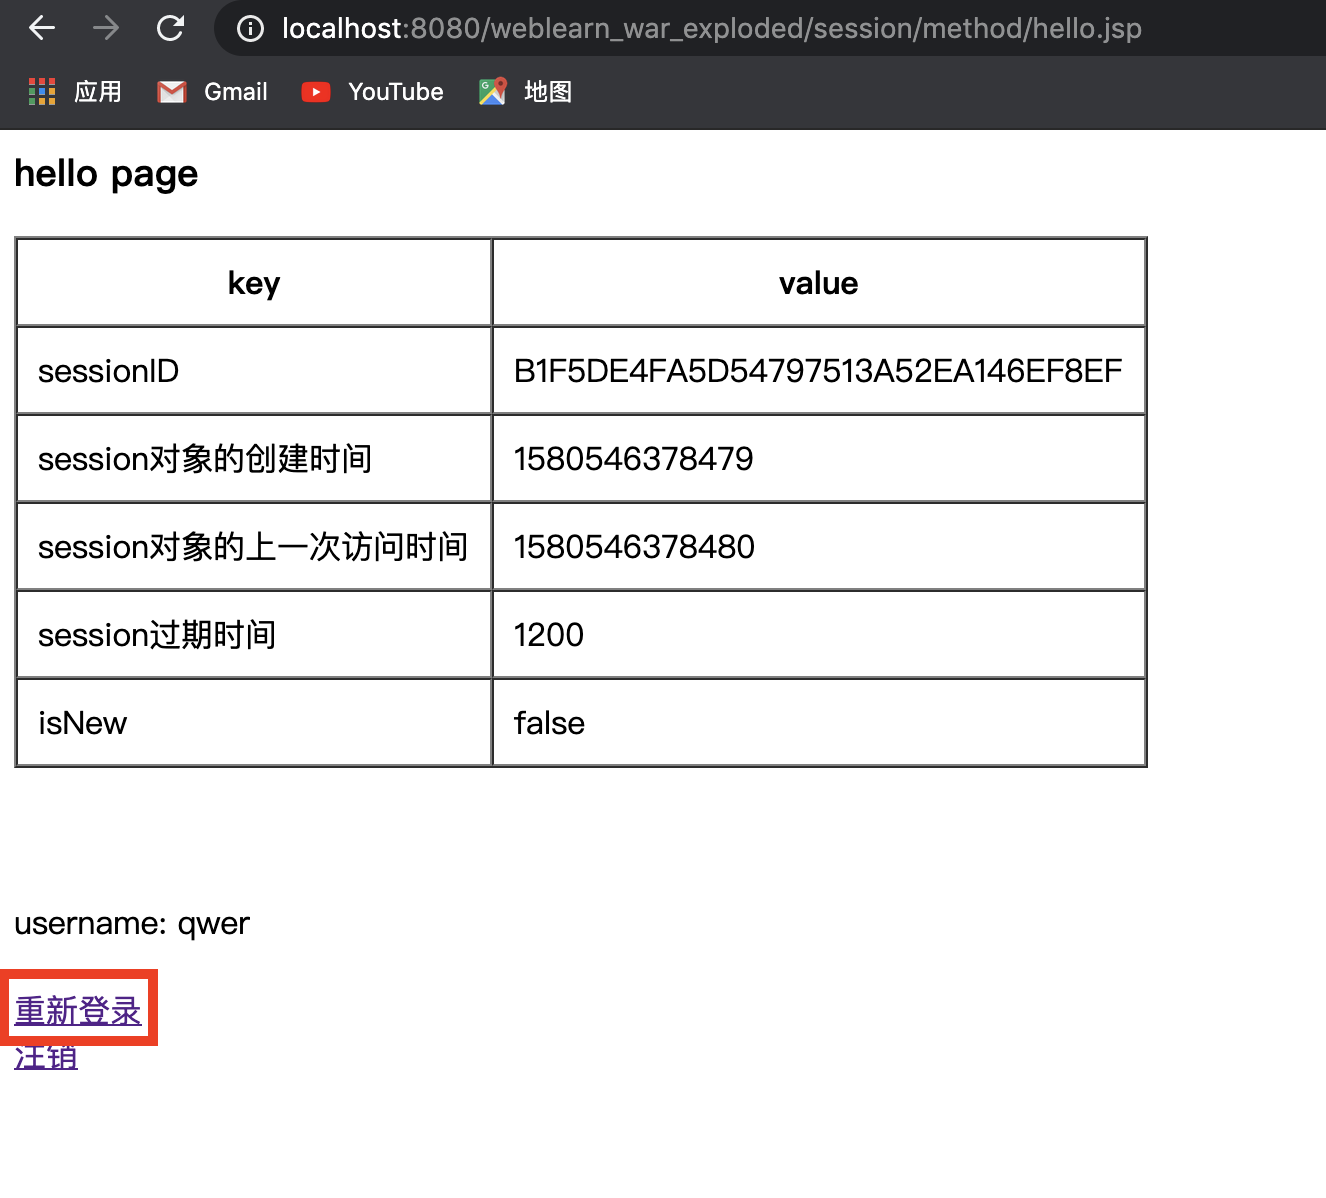 localhost:8080/weblearn_war_exploded/session/method/hello.jsp
应用 Gmail YouTube 地图
hello page
key value
sessionID B1F5DE4FA5D54797513A52EA146EF8EF
session对象的创建时间 1580546378479
session对象的上一次访问时间 1580546378480
session过期时间 1200
isNew false
username: qwer
重新登录
注销